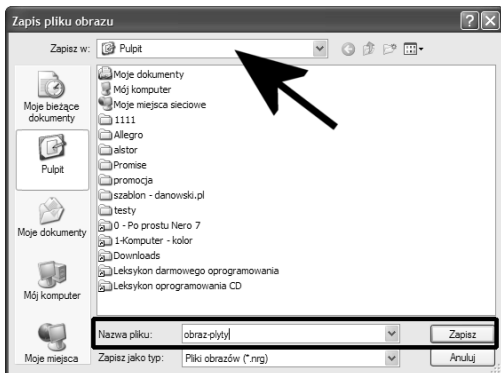 Zapis pliku obrazu
Zapisz w:
Pulpit
Moje bieżące
dokumenty
Pulpit
Moje dokumenty
Mój komputer
Moje miejsca
Moje dokumenty
Mój komputer
Moje miejsca sieciowe
1111
Allegro
alstor
Promise
promocja
szablon - danowski.pl
testy
0 - Po prostu Nero 7
1-Komputer - kolor
Downloads
Leksykon darmowego oprogramowania
Leksykon oprogramowania CD
Nazwa pliku:
obraz-plyty
Zapisz
Zapisz jako typ:
Pliki obrazów (*.nrg)
Anuluj